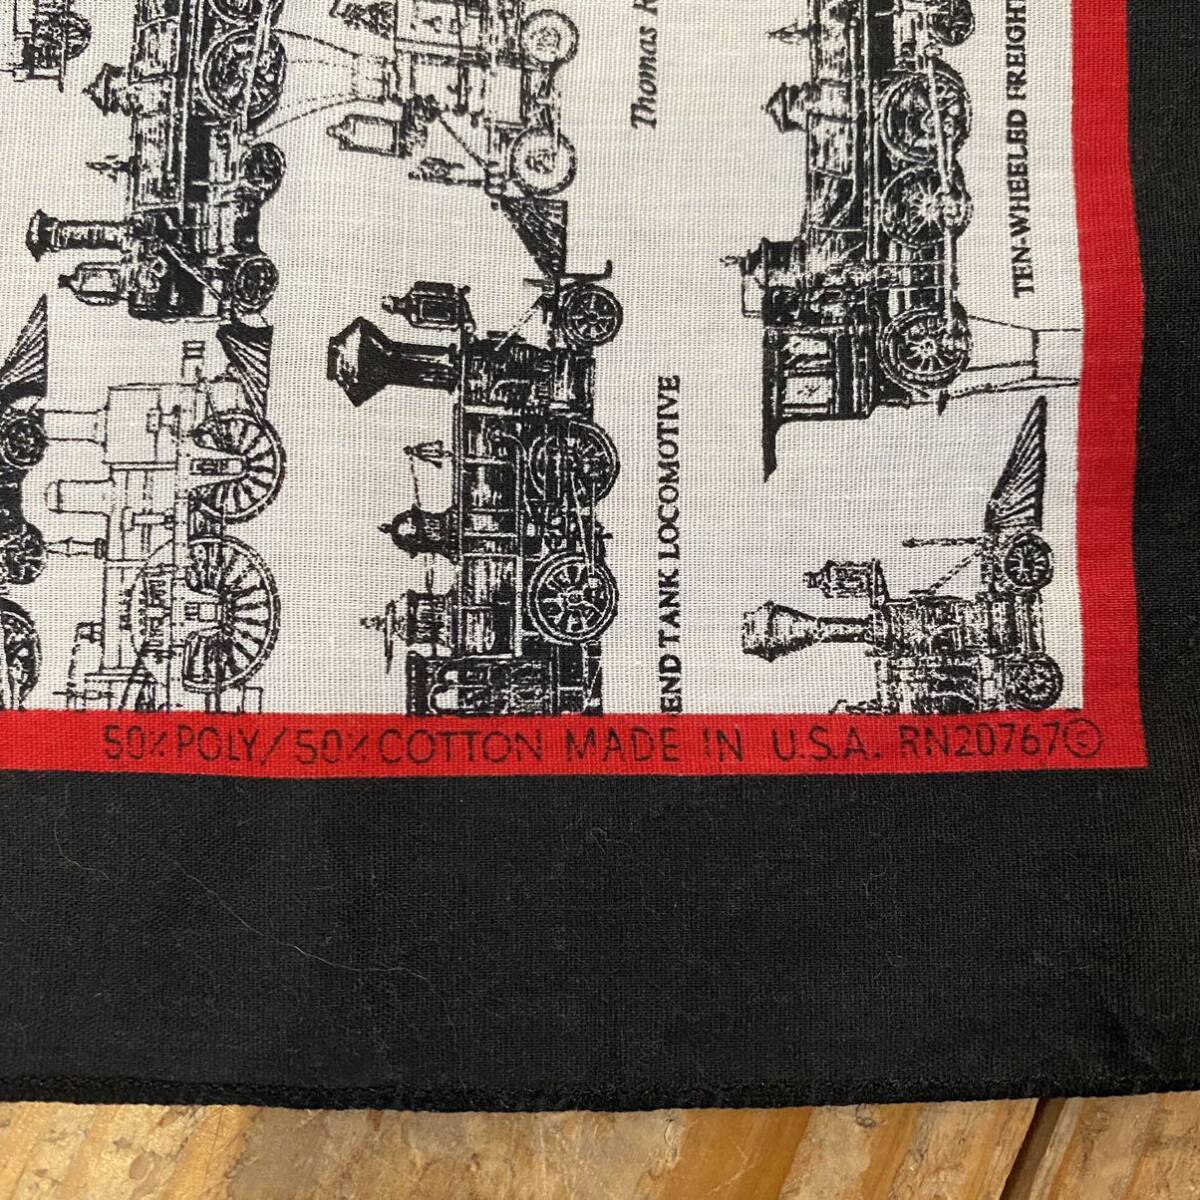 Thomas
TEN-WHEELED FREIGHT
END TANK LOCOMOTIVE
50% POLY/50% COTTON MADE IN U.S.A. RN20767©